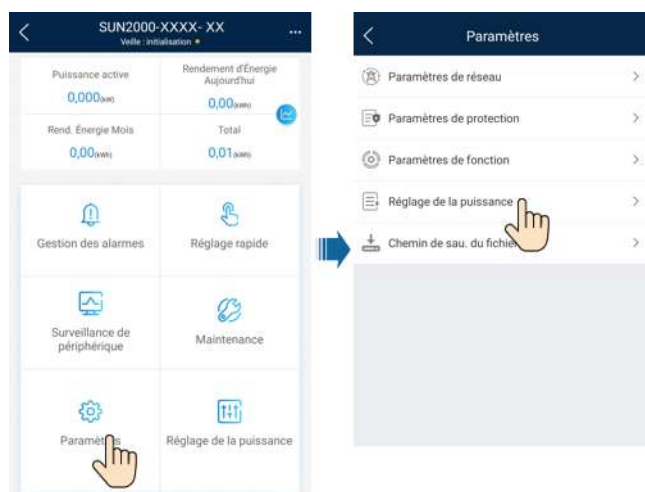 SUN2000-XXXX- XX
Veille : initialisation
Puissance active
0,000(kW)
Rendement d'Énergie
Aujourd'hui
0,00(kWh)
Rend. Énergie Mois
0,00(kWh)
Total
0,01(kWh)
Gestion des alarmes
Réglage rapide
Surveillance de
périphérique
Maintenance
Paramètres
Réglage de la puissance
Paramètres
Paramètres de réseau
Paramètres de protection
Paramètres de fonction
Réglage de la puissance
Chemin de sau. du fichier